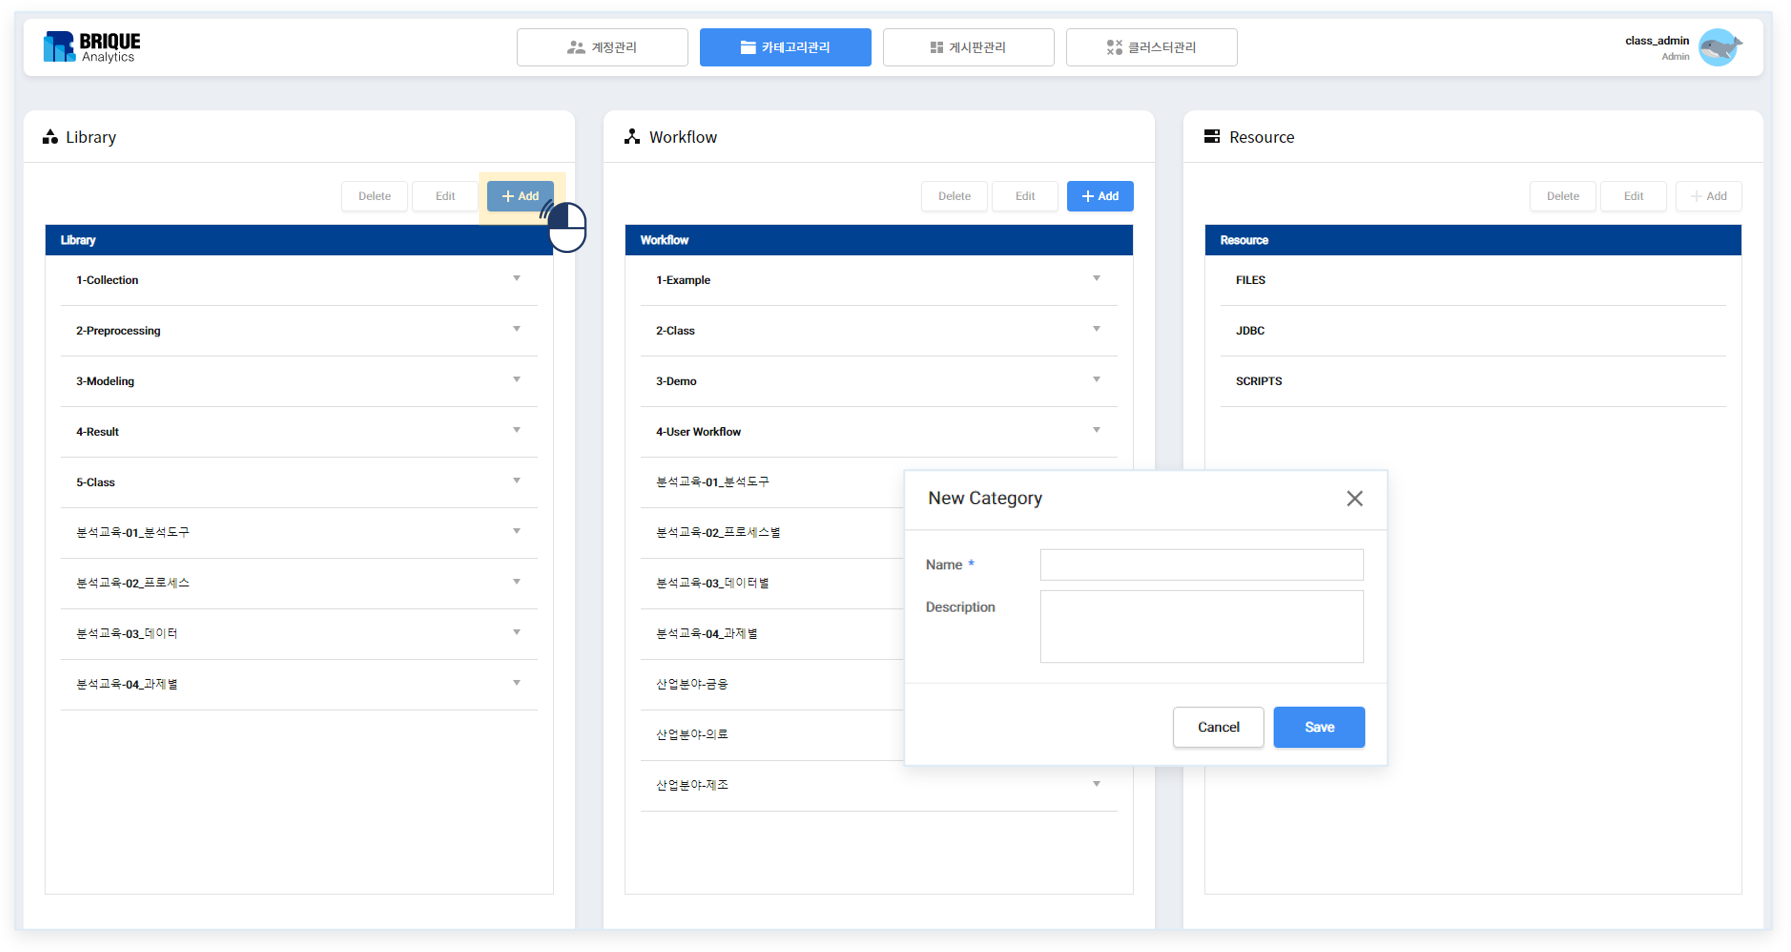 BRIQUE
Analytics
계정관리
카테고리관리
게시판관리
클러스터관리
class_admin
Admin
Library
Delete
Edit
+ Add
Library
1-Collection
2-Preprocessing
3-Modeling
4-Result
5-Class
분석교육-01_분석도구
분석교육-02_프로세스
분석교육-03_데이터
분석교육-04_과제별
Workflow
Delete
Edit
+ Add
Workflow
1-Example
2-Class
3-Demo
4-User Workflow
분석교육-01_분석도구
분석교육-02_프로세스별
분석교육-03_데이터별
분석교육-04_과제별
산업분야-금융
산업분야-의료
산업분야-제조
Resource
Delete
Edit
+ Add
Resource
FILES
JDBC
SCRIPTS
New Category
Name *
Description
Cancel
Save